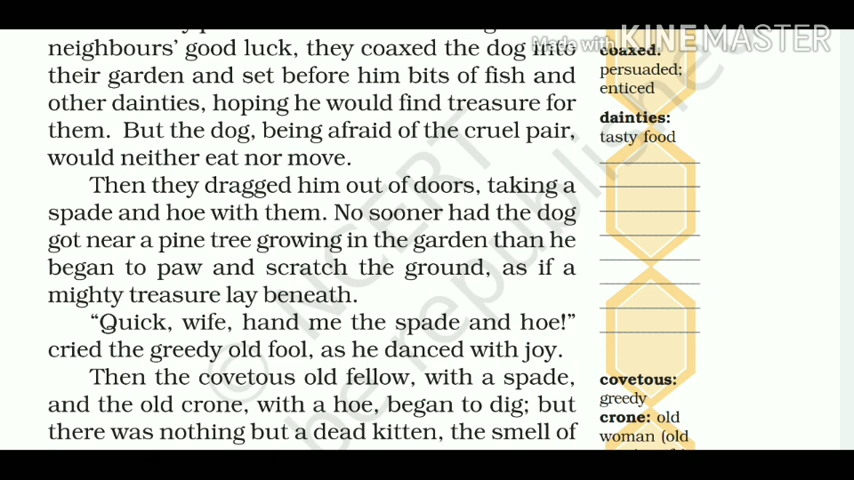 neighbours' good luck, they coaxed the dog into
their garden and set before him bits of fish and
other dainties, hoping he would find treasure for
them. But the dog, being afraid of the cruel pair,
would neither eat nor move.
Then they dragged him out of doors, taking a
spade and hoe with them. No sooner had the dog
got near a pine tree growing in the garden than he
began to paw and scratch the ground, as if a
mighty treasure lay beneath.
"Quick, wife, hand me the spade and hoe!"
cried the greedy old fool, as he danced with joy.
Then the covetous old fellow, with a spade,
and the old crone, with a hoe, began to dig; but
there was nothing but a dead kitten, the smell of
Made with KINEMASTER
coaxed:
persuaded;
enticed
dainties:
tasty food
covetous:
greedy
crone: old
woman (old
© NCERT
be republished